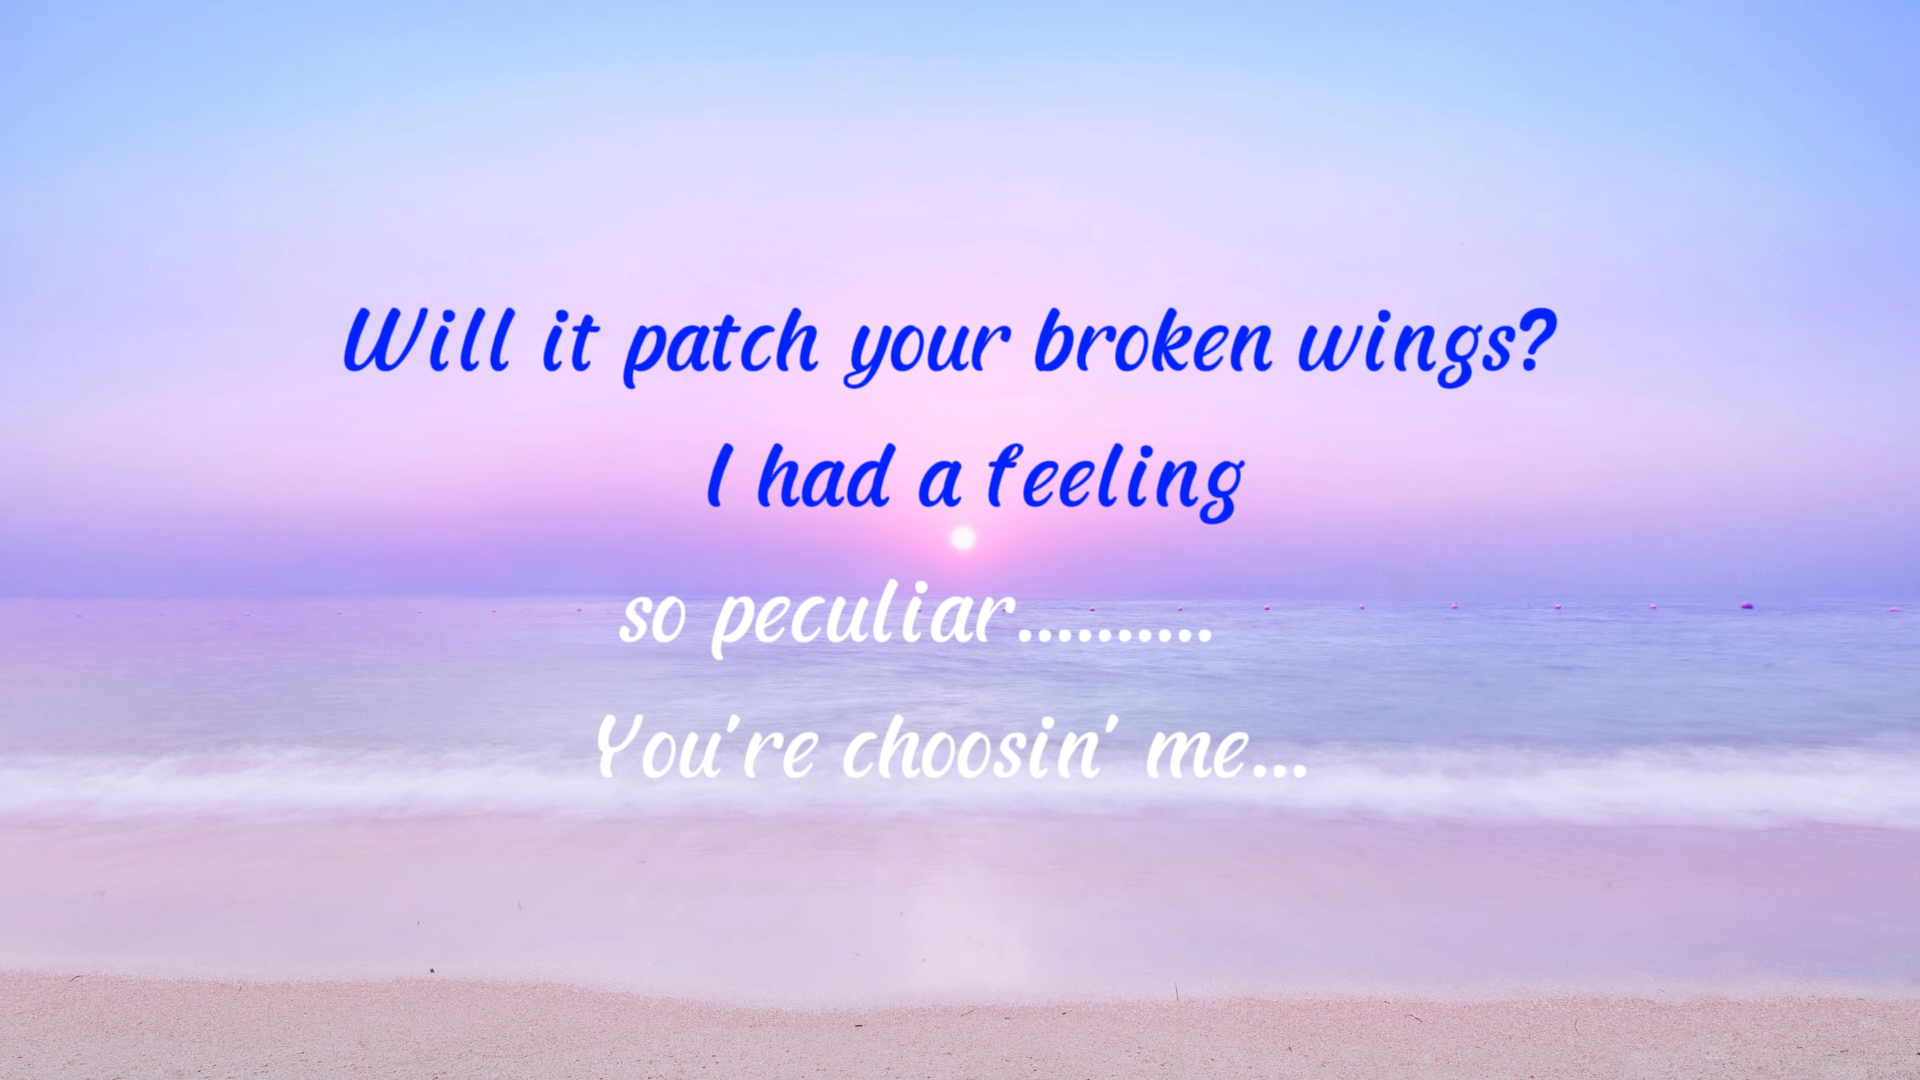 Will it patch your broken wings?
I had a feeling
so peculiar..........
You're choosin' me...